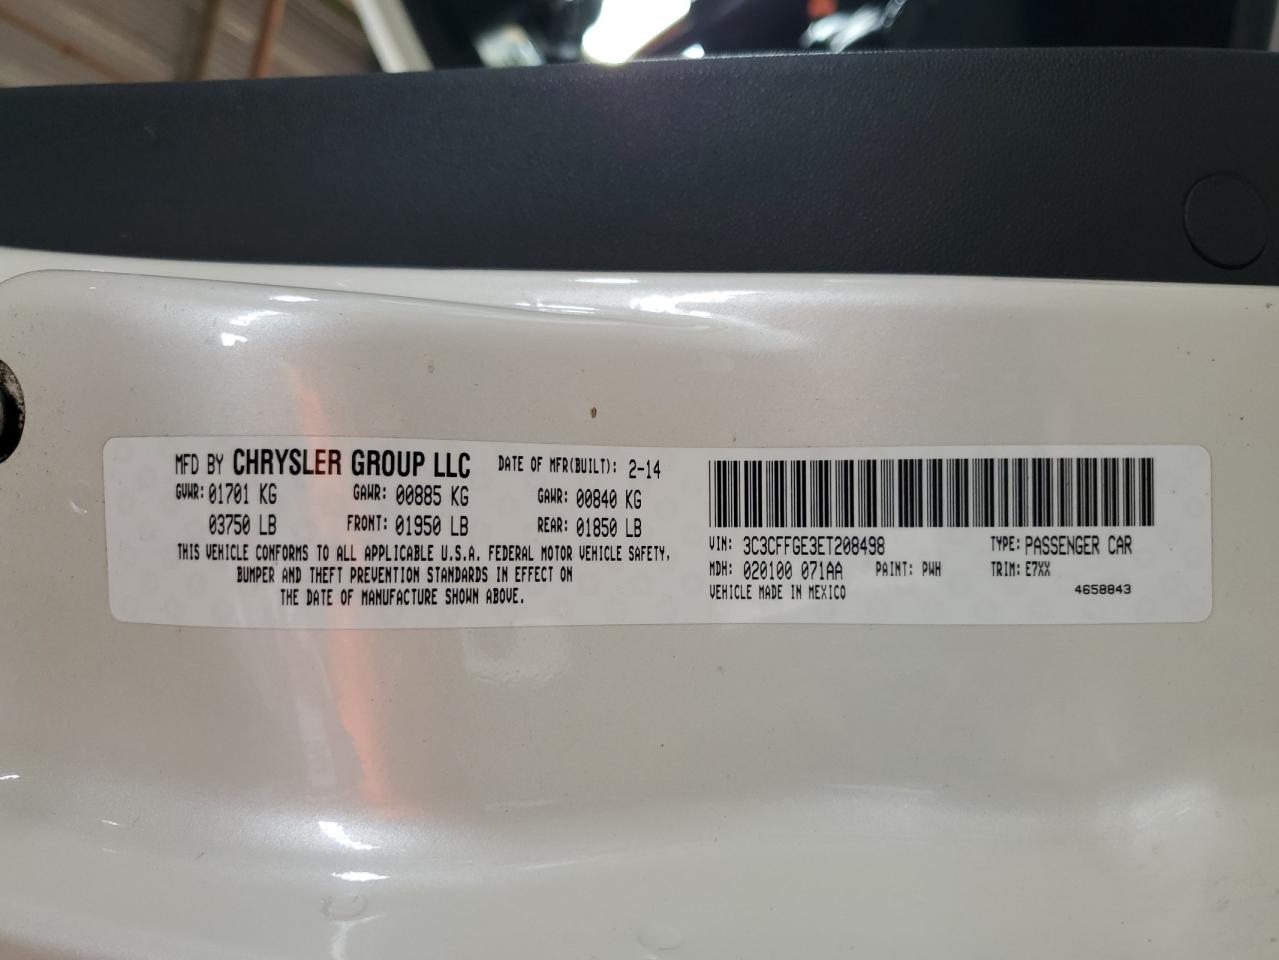 MFD BY CHRYSLER GROUP LLC DATE OF MFR(BUILT): 2-14
GVWR: 01701 KG GAWR: 00885 KG GAWR: 00840 KG
03750 LB FRONT: 01950 LB REAR: 01850 LB
THIS VEHICLE CONFORMS TO ALL APPLICABLE U.S.A. FEDERAL MOTOR VEHICLE SAFETY,
BUMPER AND THEFT PREVENTION STANDARDS IN EFFECT ON
THE DATE OF MANUFACTURE SHOWN ABOVE.
VIN: 3C3CFFGE3ET208498 TYPE: PASSENGER CAR
MDH: 020100 071AA PAINT: PWH TRIM: E7XX
VEHICLE MADE IN MEXICO 4658843